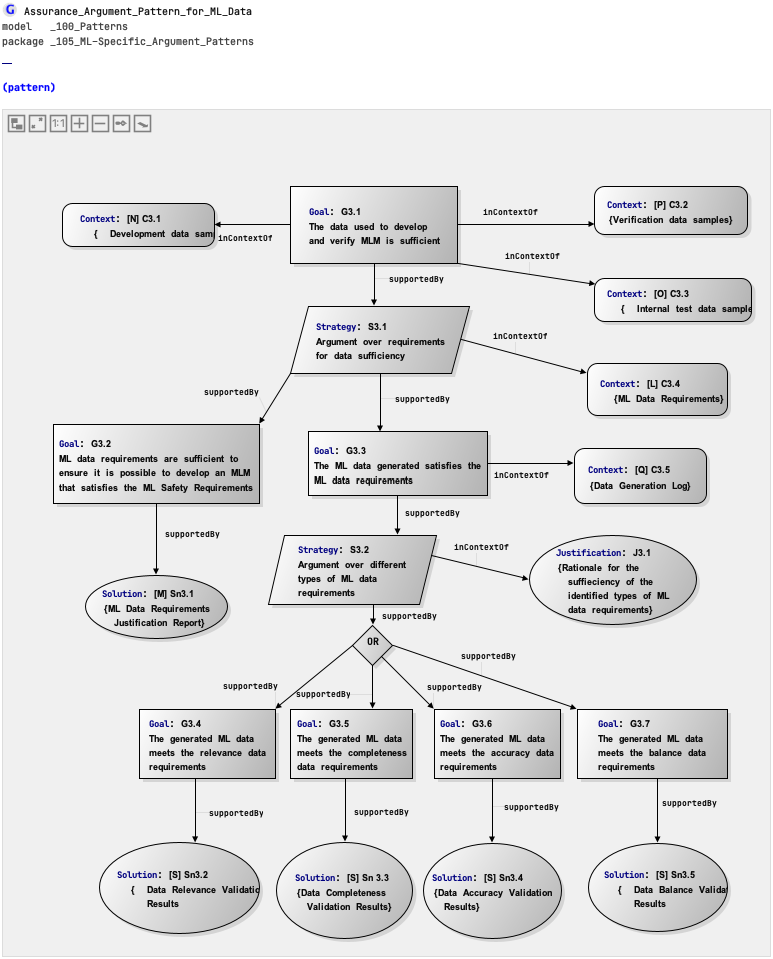 G Assurance_Argument_Pattern_for_ML_Data
model _100_Patterns
package _105_ML-Specific_Argument_Patterns
(pattern)
1:1
Context: [N] C3.1
{ Development data sam
inContextOf
Goal: G3.1
The data used to develop
and verify MLM is sufficient
inContextOf
Context: [P] C3.2
{Verification data samples}
inContextOf
Context: [O] C3.3
{ Internal test data sample
supportedBy
Strategy: S3.1
Argument over requirements
for data sufficiency
inContextOf
Context: [L] C3.4
{ML Data Requirements}
supportedBy
supportedBy
Goal: G3.2
ML data requirements are sufficient to
ensure it is possible to develop an MLM
that satisfies the ML Safety Requirements
Goal: G3.3
The ML data generated satisfies the
ML data requirements
inContextOf
Context: [Q] C3.5
{Data Generation Log}
supportedBy
supportedBy
Strategy: S3.2
Argument over different
types of ML data
requirements
inContextOf
Justification: J3.1
{Rationale for the
suffieciency of the
identified types of ML
data requirements}
Solution: [M] Sn3.1
{ML Data Requirements
Justification Report}
supportedBy
OR
supportedBy
supportedBy
supportedBy
supportedBy
Goal: G3.4
The generated ML data
meets the relevance data
requirements
Goal: G3.5
The generated ML data
meets the completeness
data requirements
Goal: G3.6
The generated ML data
meets the accuracy data
requirements
Goal: G3.7
The generated ML data
meets the balance data
requirements
supportedBy
supportedBy
supportedBy
supportedBy
Solution: [S] Sn3.2
{ Data Relevance Validatio
Results
Solution: [S] Sn 3.3
{Data Completeness
Validation Results}
Solution: [S] Sn3.4
{Data Accuracy Validation
Results}
Solution: [S] Sn3.5
{ Data Balance Valida
Results